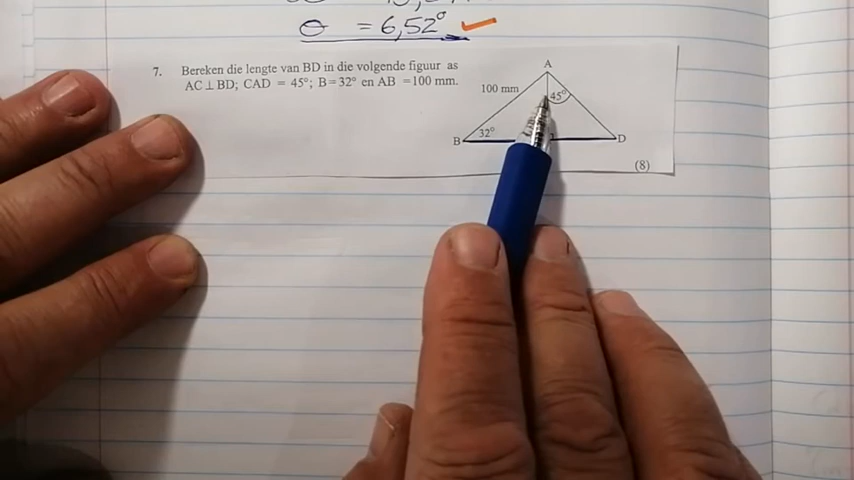 = 6,52°
7. Bereken die lengte van BD in die volgende figuur as
AC ⊥ BD; CAD = 45°; B = 32° en AB = 100 mm.
A
100 mm
45°
32°
B
D
(8)